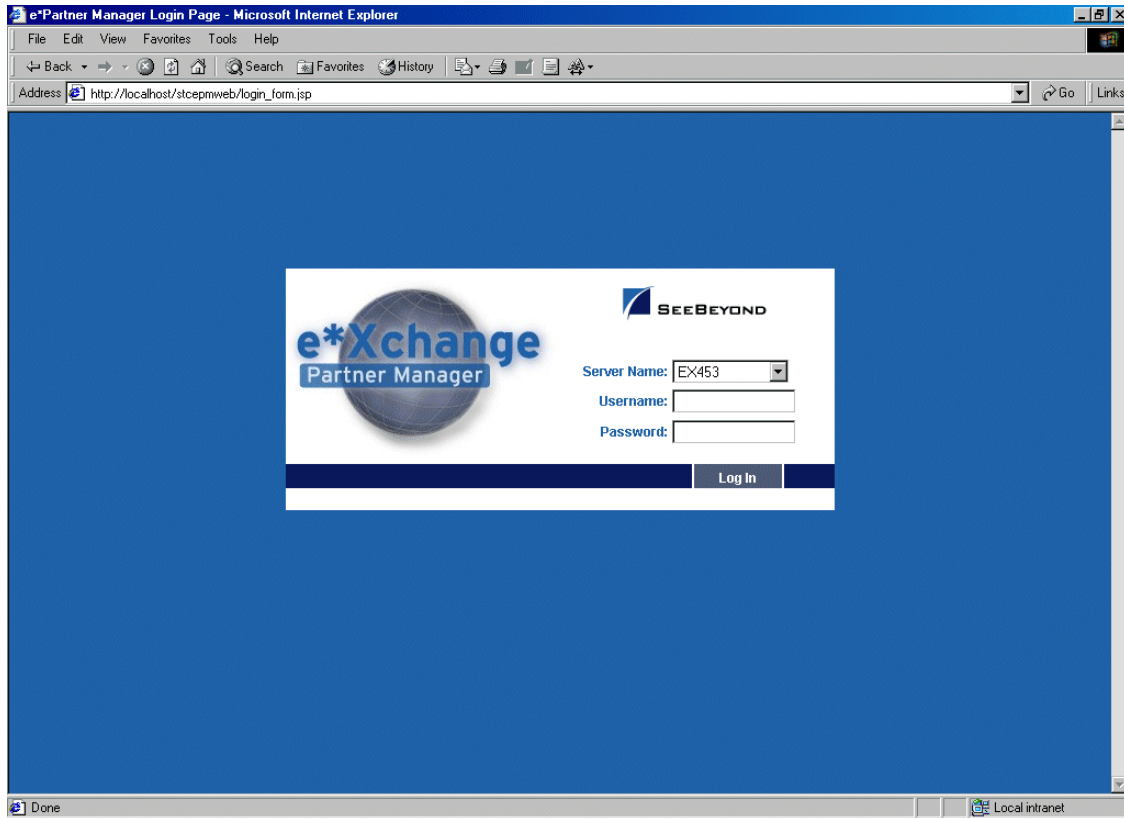 e*Partner Manager Login Page - Microsoft Internet Explorer
File Edit View Favorites Tools Help
Back Search Favorites History
Address http://localhost/stcepmweb/login_form.jsp Go Links
SEEBEYOND
e*Xchange
Partner Manager
Server Name: EX453
Username:
Password:
Log In
Done Local intranet